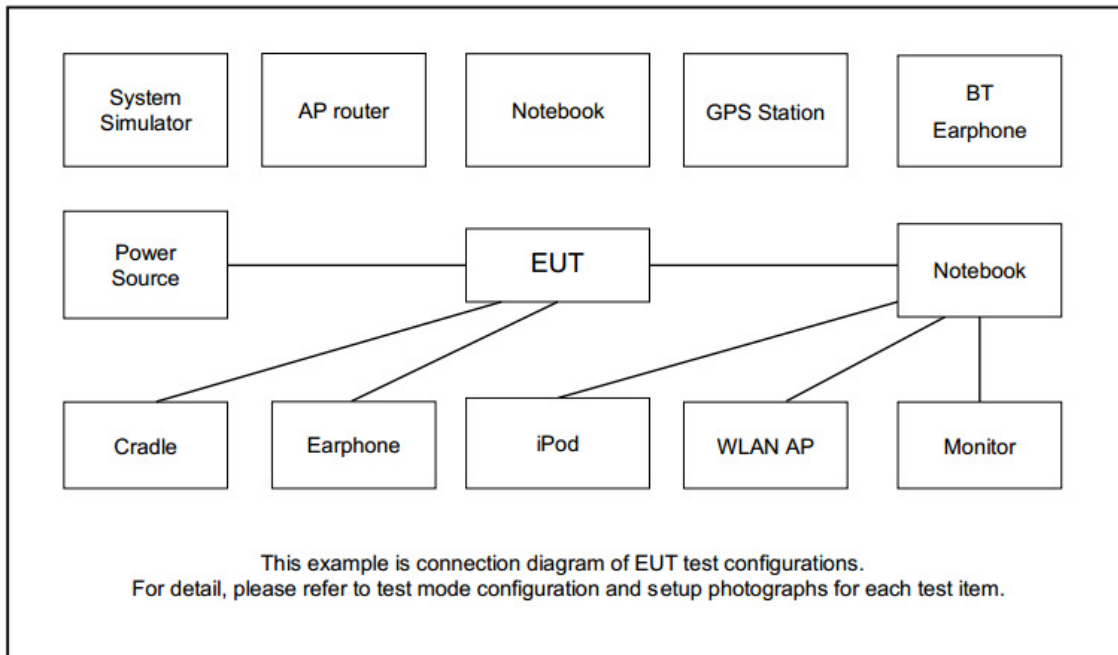 System
Simulator
AP router
Notebook
GPS Station
BT
Earphone
Power
Source
EUT
Notebook
Cradle
Earphone
iPod
WLAN AP
Monitor
This example is connection diagram of EUT test configurations.
For detail, please refer to test mode configuration and setup photographs for each test item.